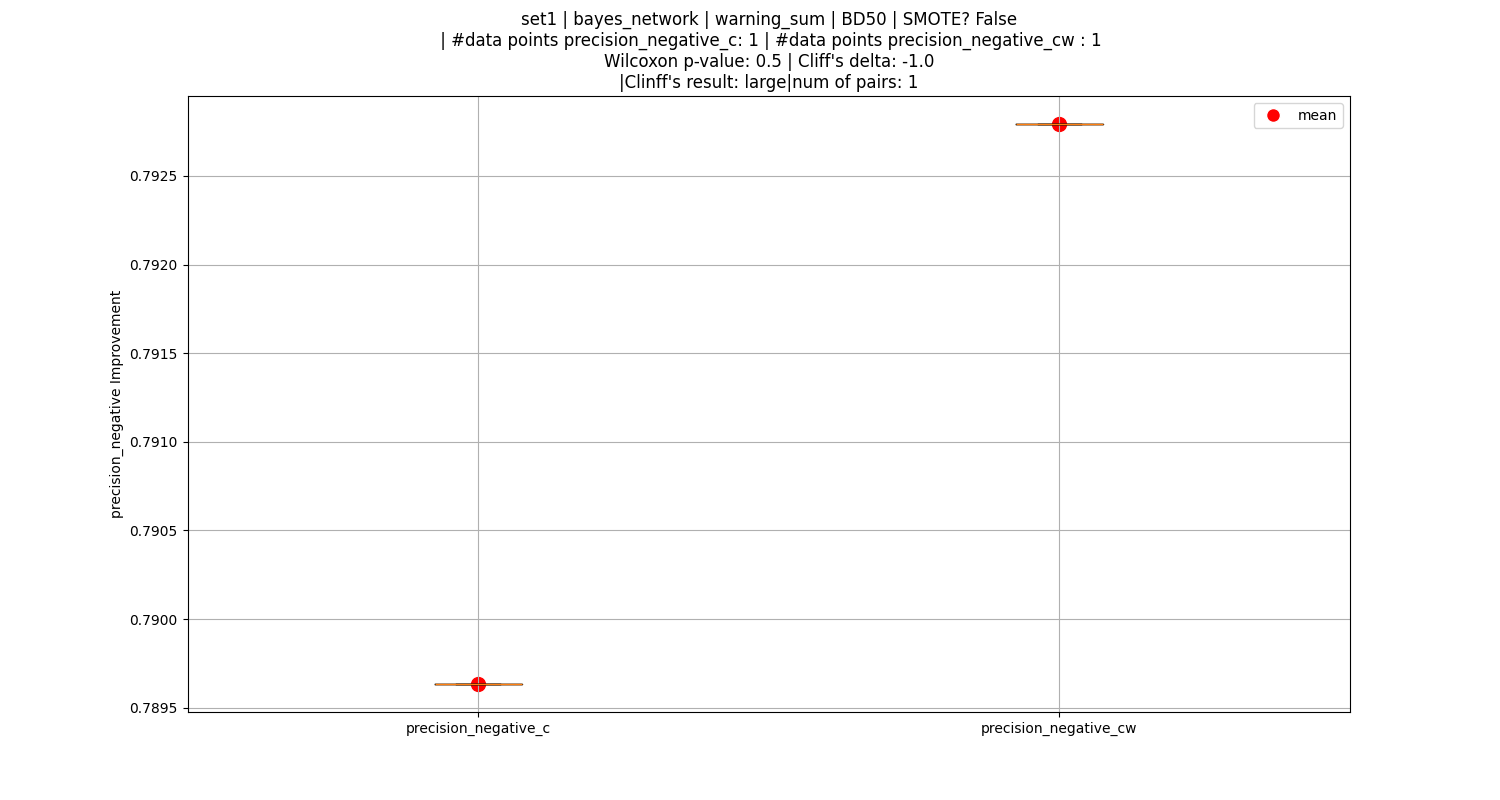 set1 | bayes_network | warning_sum | BD50 | SMOTE? False
| #data points precision_negative_c: 1 | #data points precision_negative_cw : 1
Wilcoxon p-value: 0.5 | Cliff's delta: -1.0
|Clinff's result: large|num of pairs: 1
mean
precision_negative Improvement
0.7925
0.7920
0.7915
0.7910
0.7905
0.7900
0.7895
precision_negative_c
precision_negative_cw